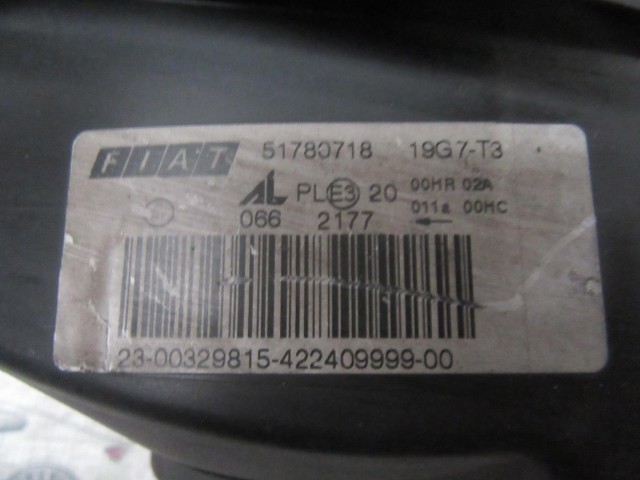 FIAT 51780718 19G7-T3
AL PL E3 20 00HR 02A
066 2177 011a 00HC
23-00329815-422409999-00